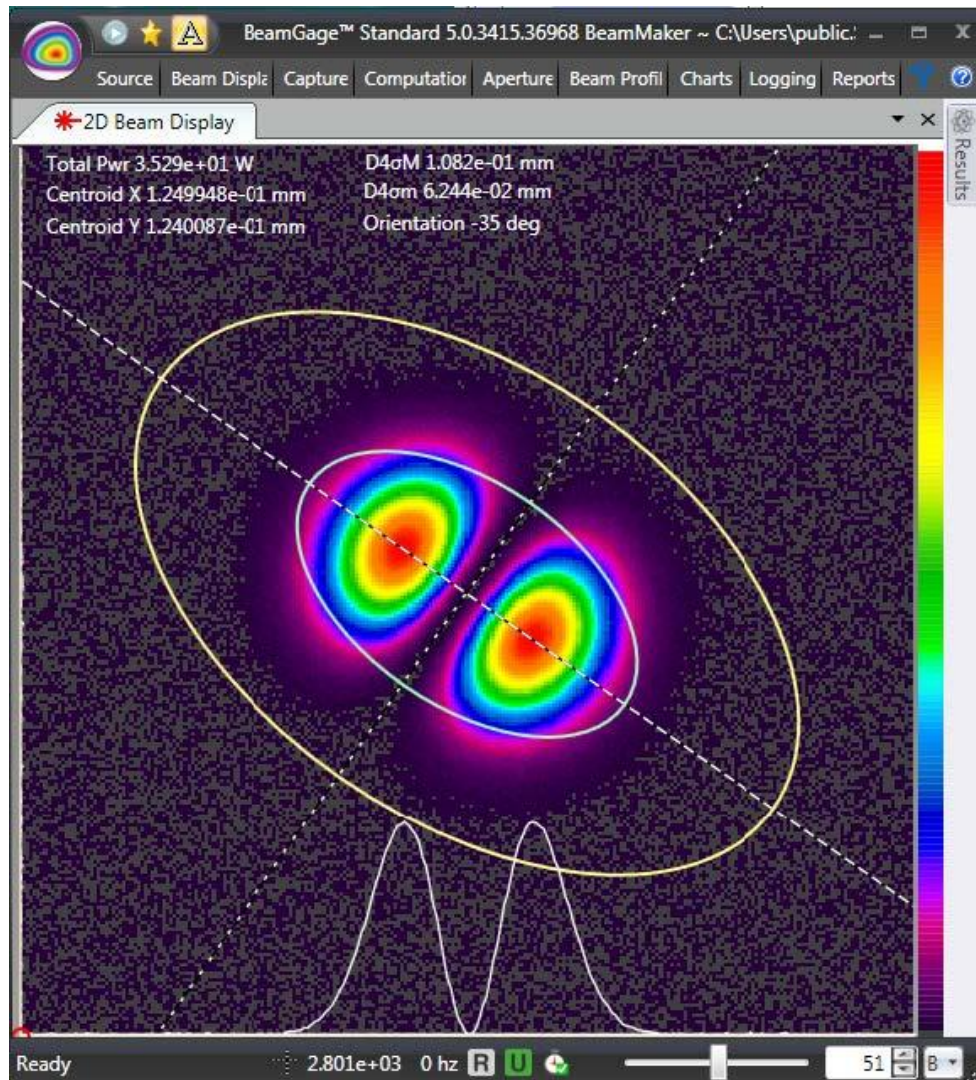 BeamGage™ Standard 5.0.3415.36968 BeamMaker ~ C:\Users\public.:
Source Beam Displa Capture Computation Aperture Beam Profil Charts Logging Reports
2D Beam Display
Results
Total Pwr 3.529e+01 W D4σM 1.082e-01 mm
Centroid X 1.249948e-01 mm D4σm 6.244e-02 mm
Centroid Y 1.240087e-01 mm Orientation -35 deg
Ready 2.801e+03 0 hz R U 51 B